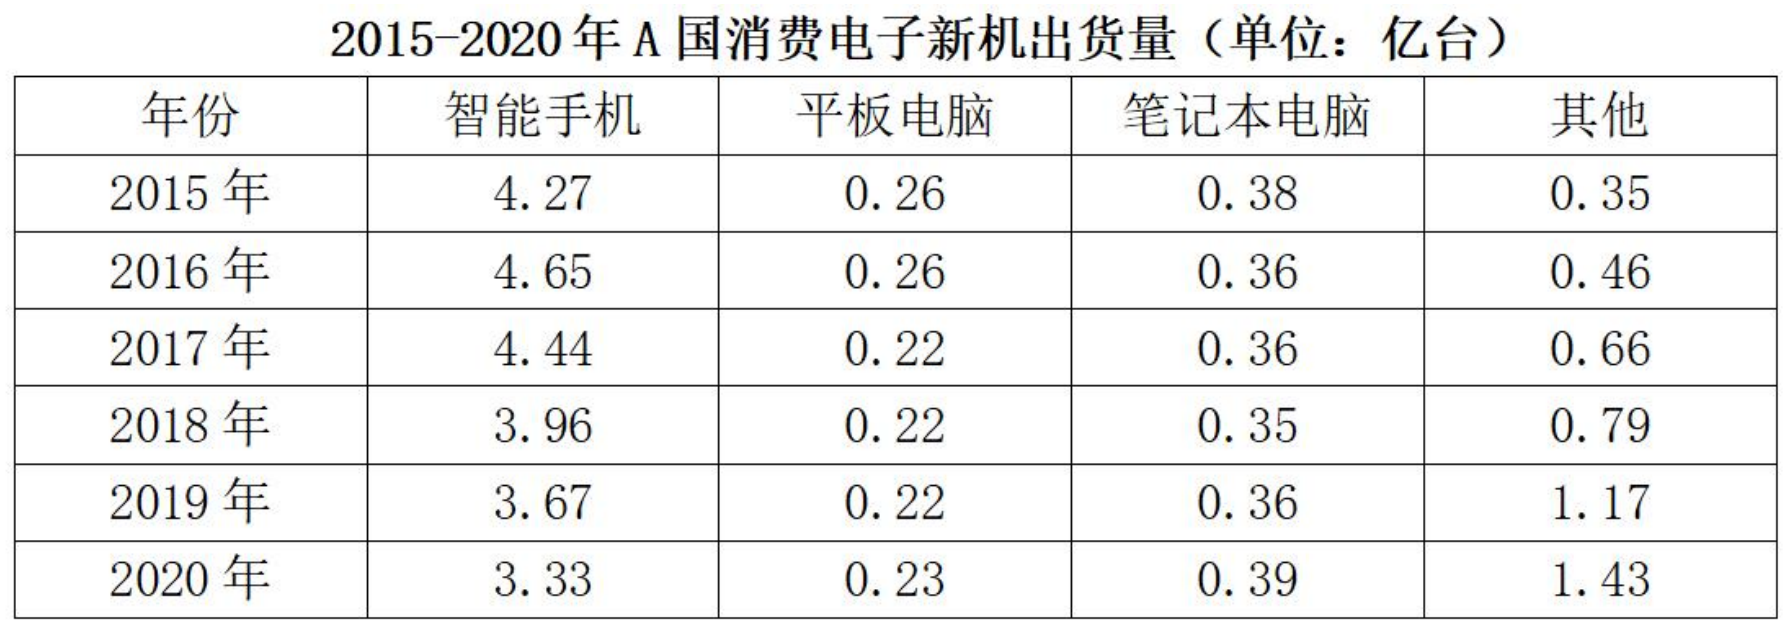 2015-2020年A国消费电子新机出货量（单位：亿台）
年份 智能手机 平板电脑 笔记本电脑 其他
2015年 4.27 0.26 0.38 0.35
2016年 4.65 0.26 0.36 0.46
2017年 4.44 0.22 0.36 0.66
2018年 3.96 0.22 0.35 0.79
2019年 3.67 0.22 0.36 1.17
2020年 3.33 0.23 0.39 1.43